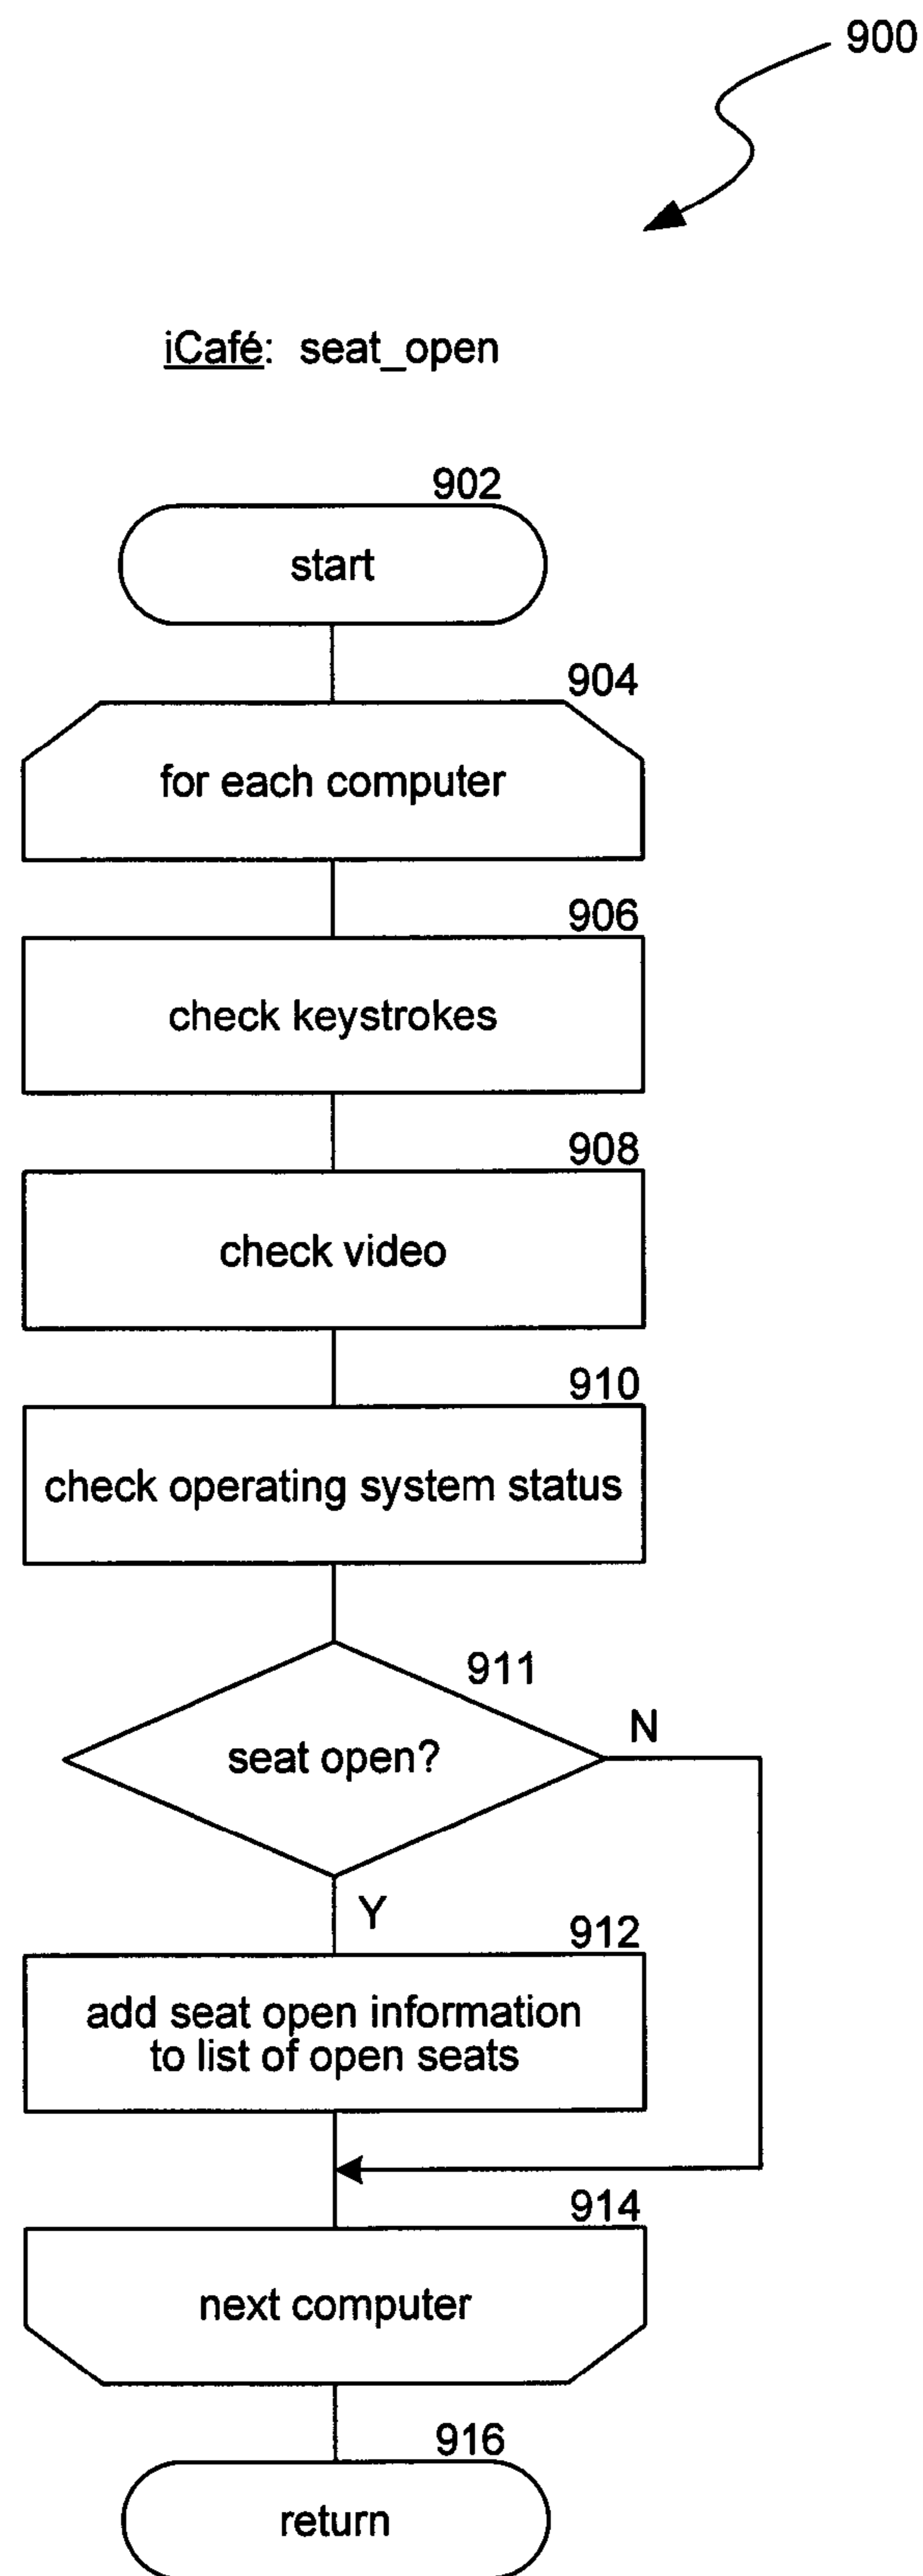 900
iCafé: seat_open
902
start
904
for each computer
906
check keystrokes
908
check video
910
check operating system status
911
seat open?
N
Y
912
add seat open information
to list of open seats
914
next computer
916
return